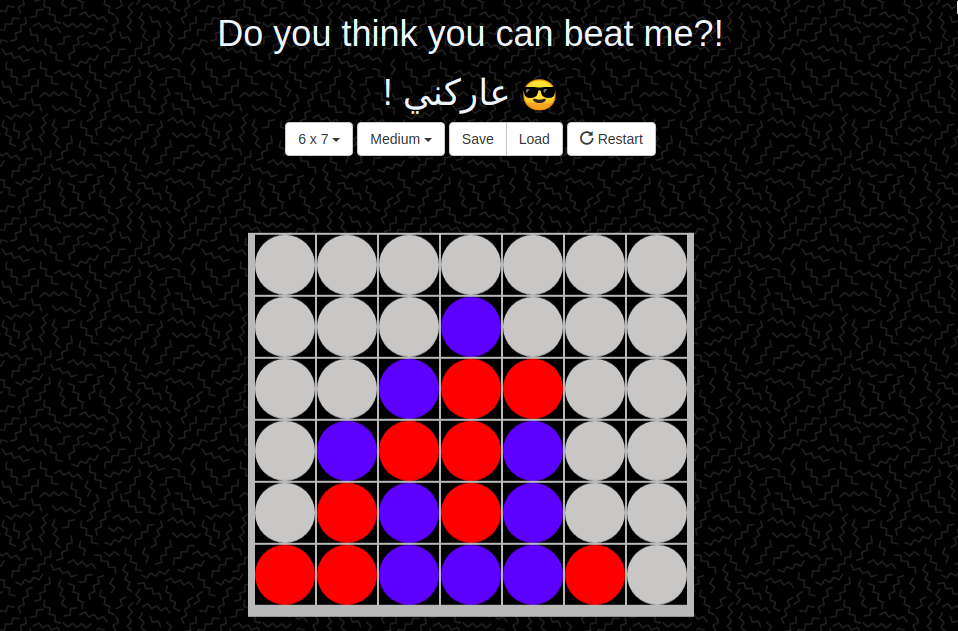 Do you think you can beat me?!
😎 عاركني !
6 x 7 Medium Save Load Restart